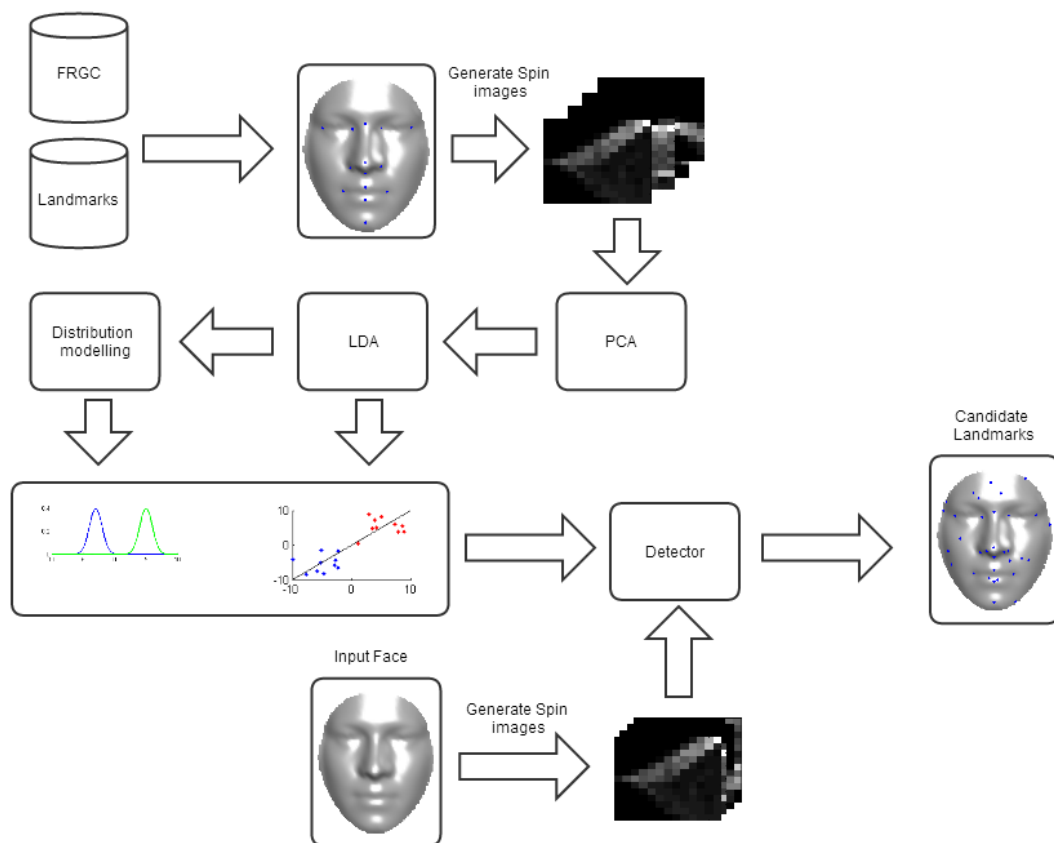 FRGC
Landmarks
Generate Spin
images
Distribution
modelling
LDA
PCA
Candidate
Landmarks
10
0
-10
-10
0
10
Detector
Input Face
Generate Spin
images